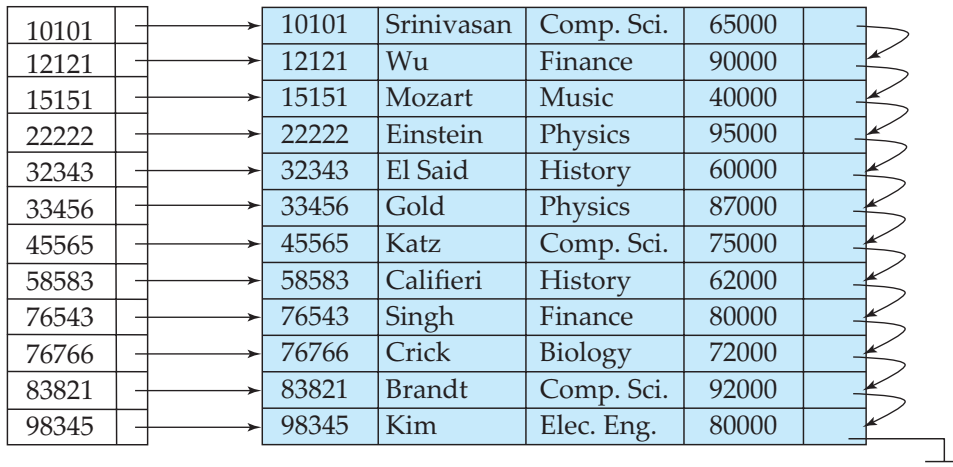 10101 10101 Srinivasan Comp. Sci. 65000
12121 12121 Wu Finance 90000
15151 15151 Mozart Music 40000
22222 22222 Einstein Physics 95000
32343 32343 El Said History 60000
33456 33456 Gold Physics 87000
45565 45565 Katz Comp. Sci. 75000
58583 58583 Califieri History 62000
76543 76543 Singh Finance 80000
76766 76766 Crick Biology 72000
83821 83821 Brandt Comp. Sci. 92000
98345 98345 Kim Elec. Eng. 80000